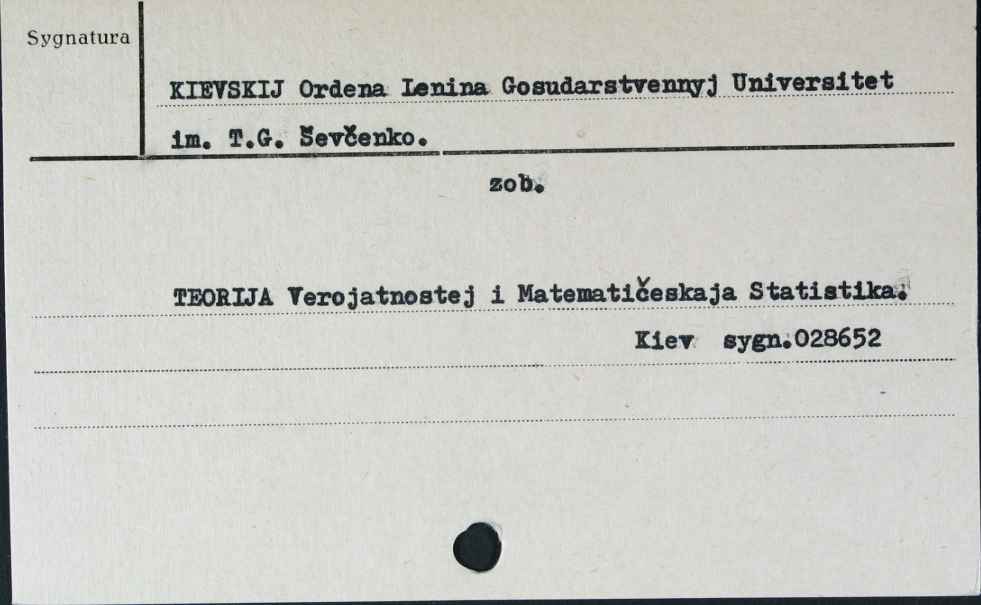 Sygnatura
KIEVSKIJ Ordena Lenina Gosudarstvennyj Universitet
im. T.G. Ševčenko.
zob.
TEORIJA Verojatnostej i Matematičeskaja Statistika.
Kiev sygn.028652